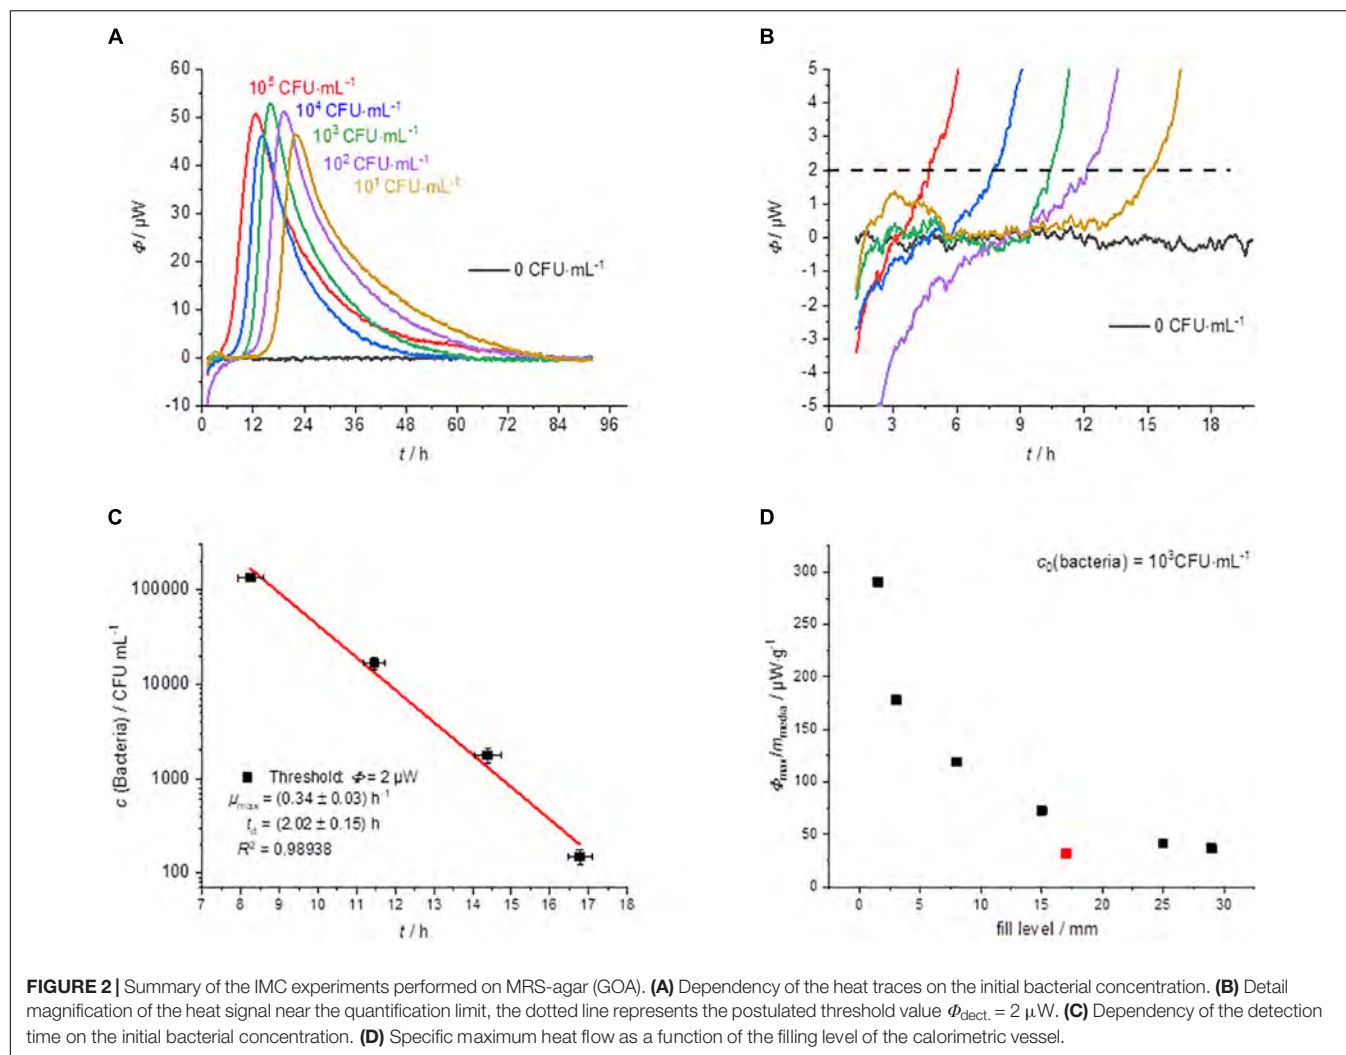 A
60
50
40
30
20
10
0
-10
Φ / µW
10⁵ CFU·mL⁻¹
10⁴ CFU·mL⁻¹
10³ CFU·mL⁻¹
10² CFU·mL⁻¹
10¹ CFU·mL⁻¹
0 CFU·mL⁻¹
0 12 24 36 48 60 72 84 96
t / h
B
5
4
3
2
1
0
-1
-2
-3
-4
-5
Φ / µW
0 CFU·mL⁻¹
0 3 6 9 12 15 18
t / h
C
100000
10000
1000
100
c (Bacteria) / CFU mL⁻¹
Threshold: Φ = 2 µW
μmax = (0.34 ± 0.03) h⁻¹
td = (2.02 ± 0.15) h
R² = 0.98938
7 8 9 10 11 12 13 14 15 16 17 18
t / h
D
c₀(bacteria) = 10³CFU·mL⁻¹
300
250
200
150
100
50
0
Φmax/mmedia / µW·g⁻¹
0 5 10 15 20 25 30
fill level / mm
FIGURE 2 | Summary of the IMC experiments performed on MRS-agar (GOA). (A) Dependency of the heat traces on the initial bacterial concentration. (B) Detail
magnification of the heat signal near the quantification limit, the dotted line represents the postulated threshold value Φdect. = 2 µW. (C) Dependency of the detection
time on the initial bacterial concentration. (D) Specific maximum heat flow as a function of the filling level of the calorimetric vessel.